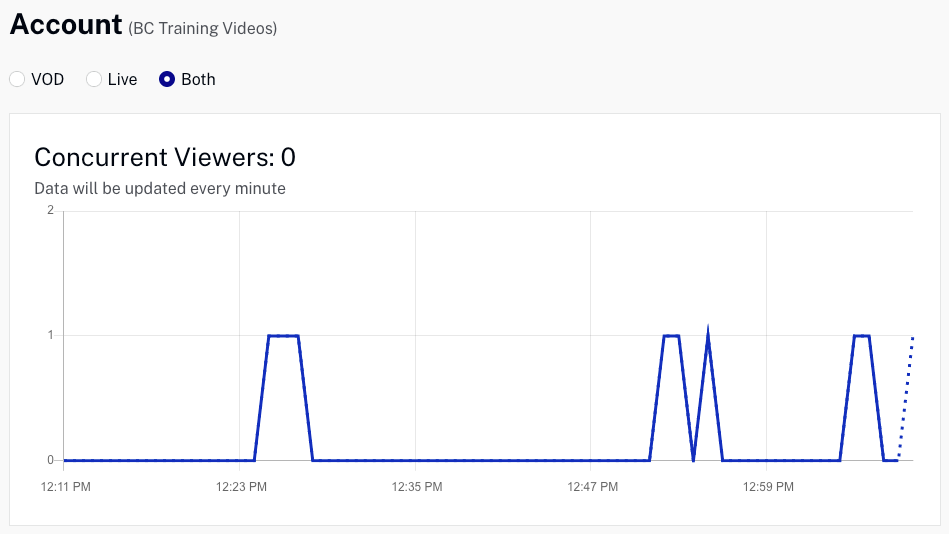 Account (BC Training Videos)
VOD Live Both
Concurrent Viewers: 0
Data will be updated every minute
2
1
0
12:11 PM 12:23 PM 12:35 PM 12:47 PM 12:59 PM